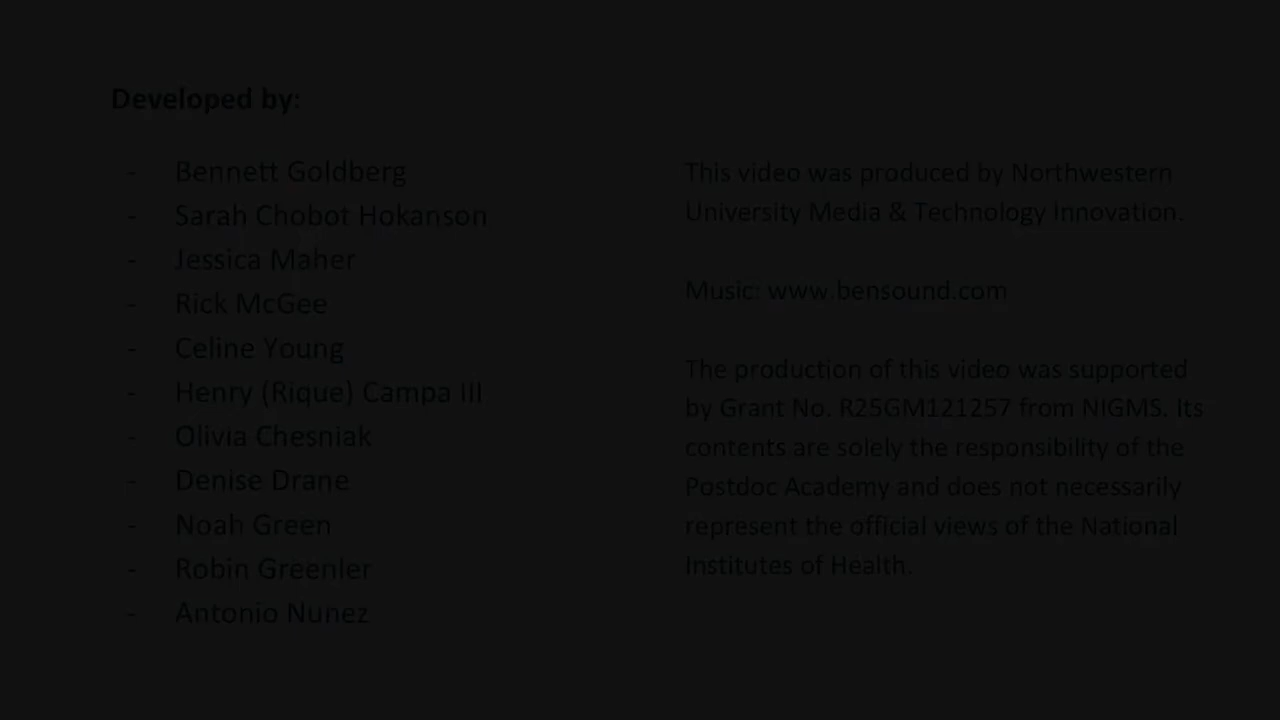 Developed by:
- Bennett Goldberg
- Sarah Chobot Hokanson
- Jessica Maher
- Rick McGee
- Celine Young
- Henry (Rique) Campa III
- Olivia Chesniak
- Denise Drane
- Noah Green
- Robin Greenler
- Antonio Nunez
This video was produced by Northwestern
University Media & Technology Innovation.
Music: www.bensound.com
The production of this video was supported
by Grant No. R25GM121257 from NIGMS. Its
contents are solely the responsibility of the
Postdoc Academy and does not necessarily
represent the official views of the National
Institutes of Health.